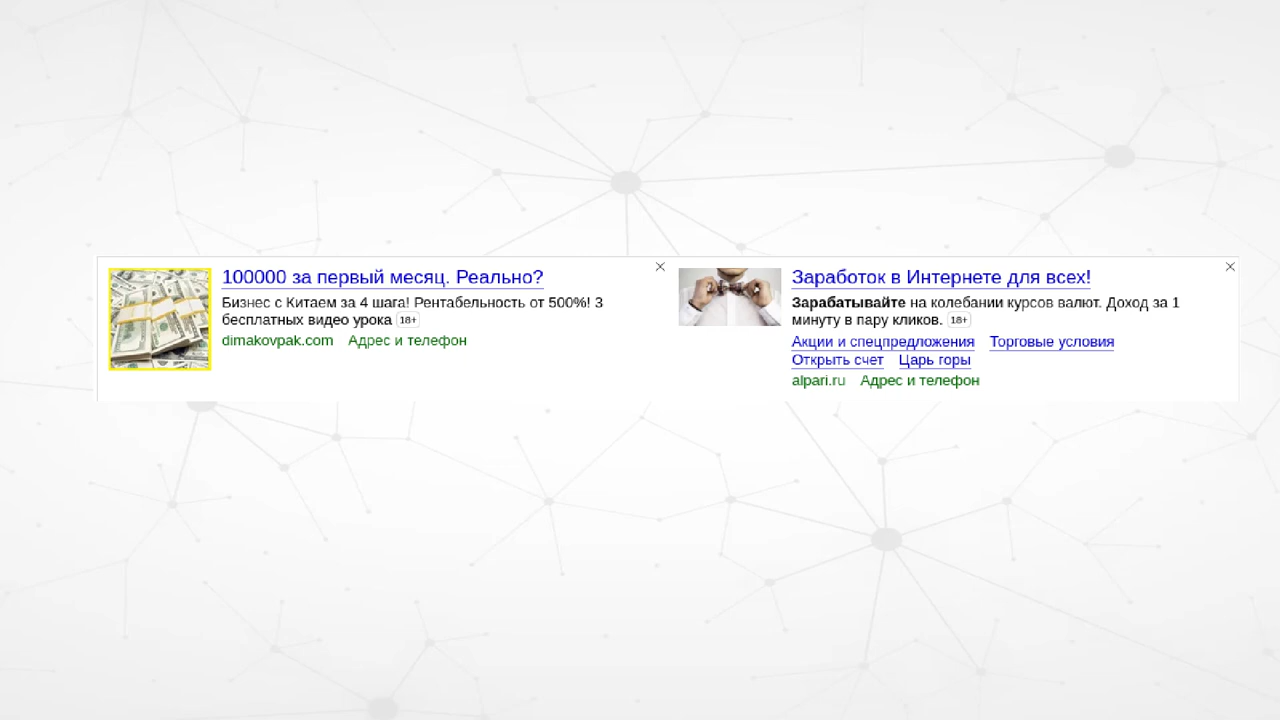 100000 за первый месяц. Реально?
Бизнес с Китаем за 4 шага! Рентабельность от 500%! 3
бесплатных видео урока 18+
dimakovpak.com Адрес и телефон
Заработок в Интернете для всех!
Зарабатывайте на колебании курсов валют. Доход за 1
минуту в пару кликов. 18+
Акции и спецпредложения Торговые условия
Открыть счет Царь горы
alpari.ru Адрес и телефон